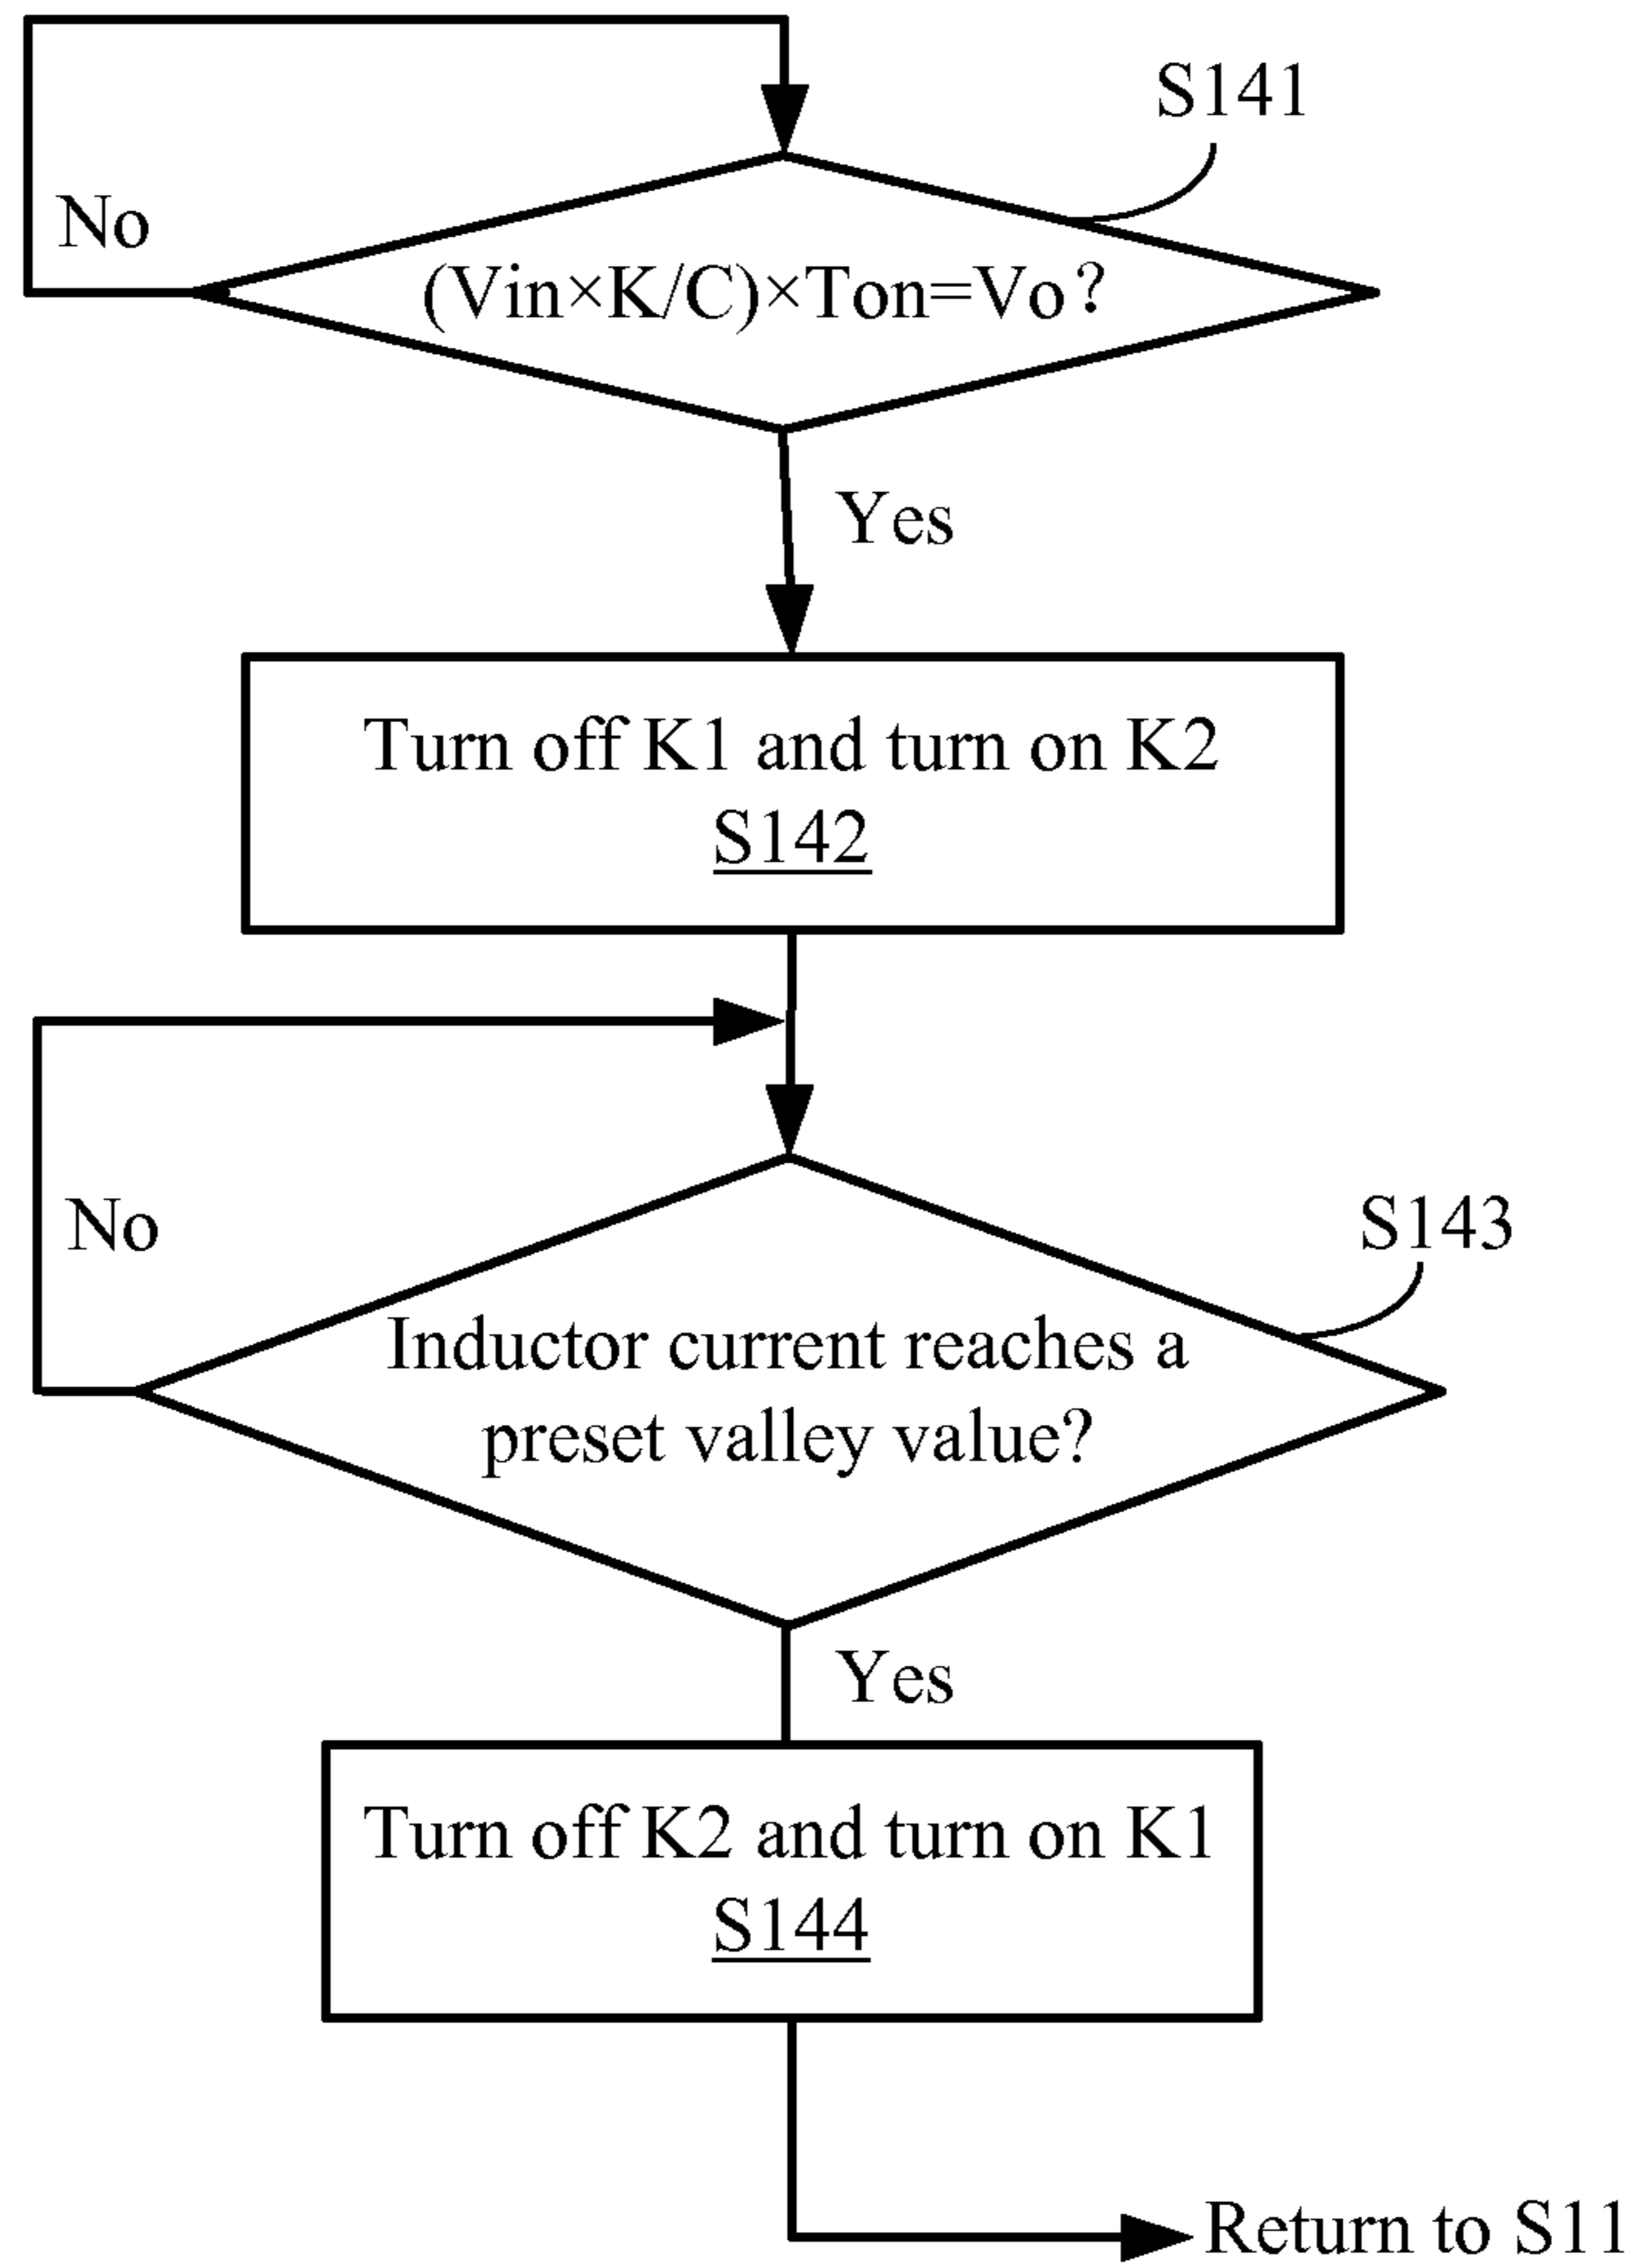 S141
No
(Vin×K/C)×Ton=Vo?
Yes
Turn off K1 and turn on K2
S142
No
S143
Inductor current reaches a
preset valley value?
Yes
Turn off K2 and turn on K1
S144
Return to S11